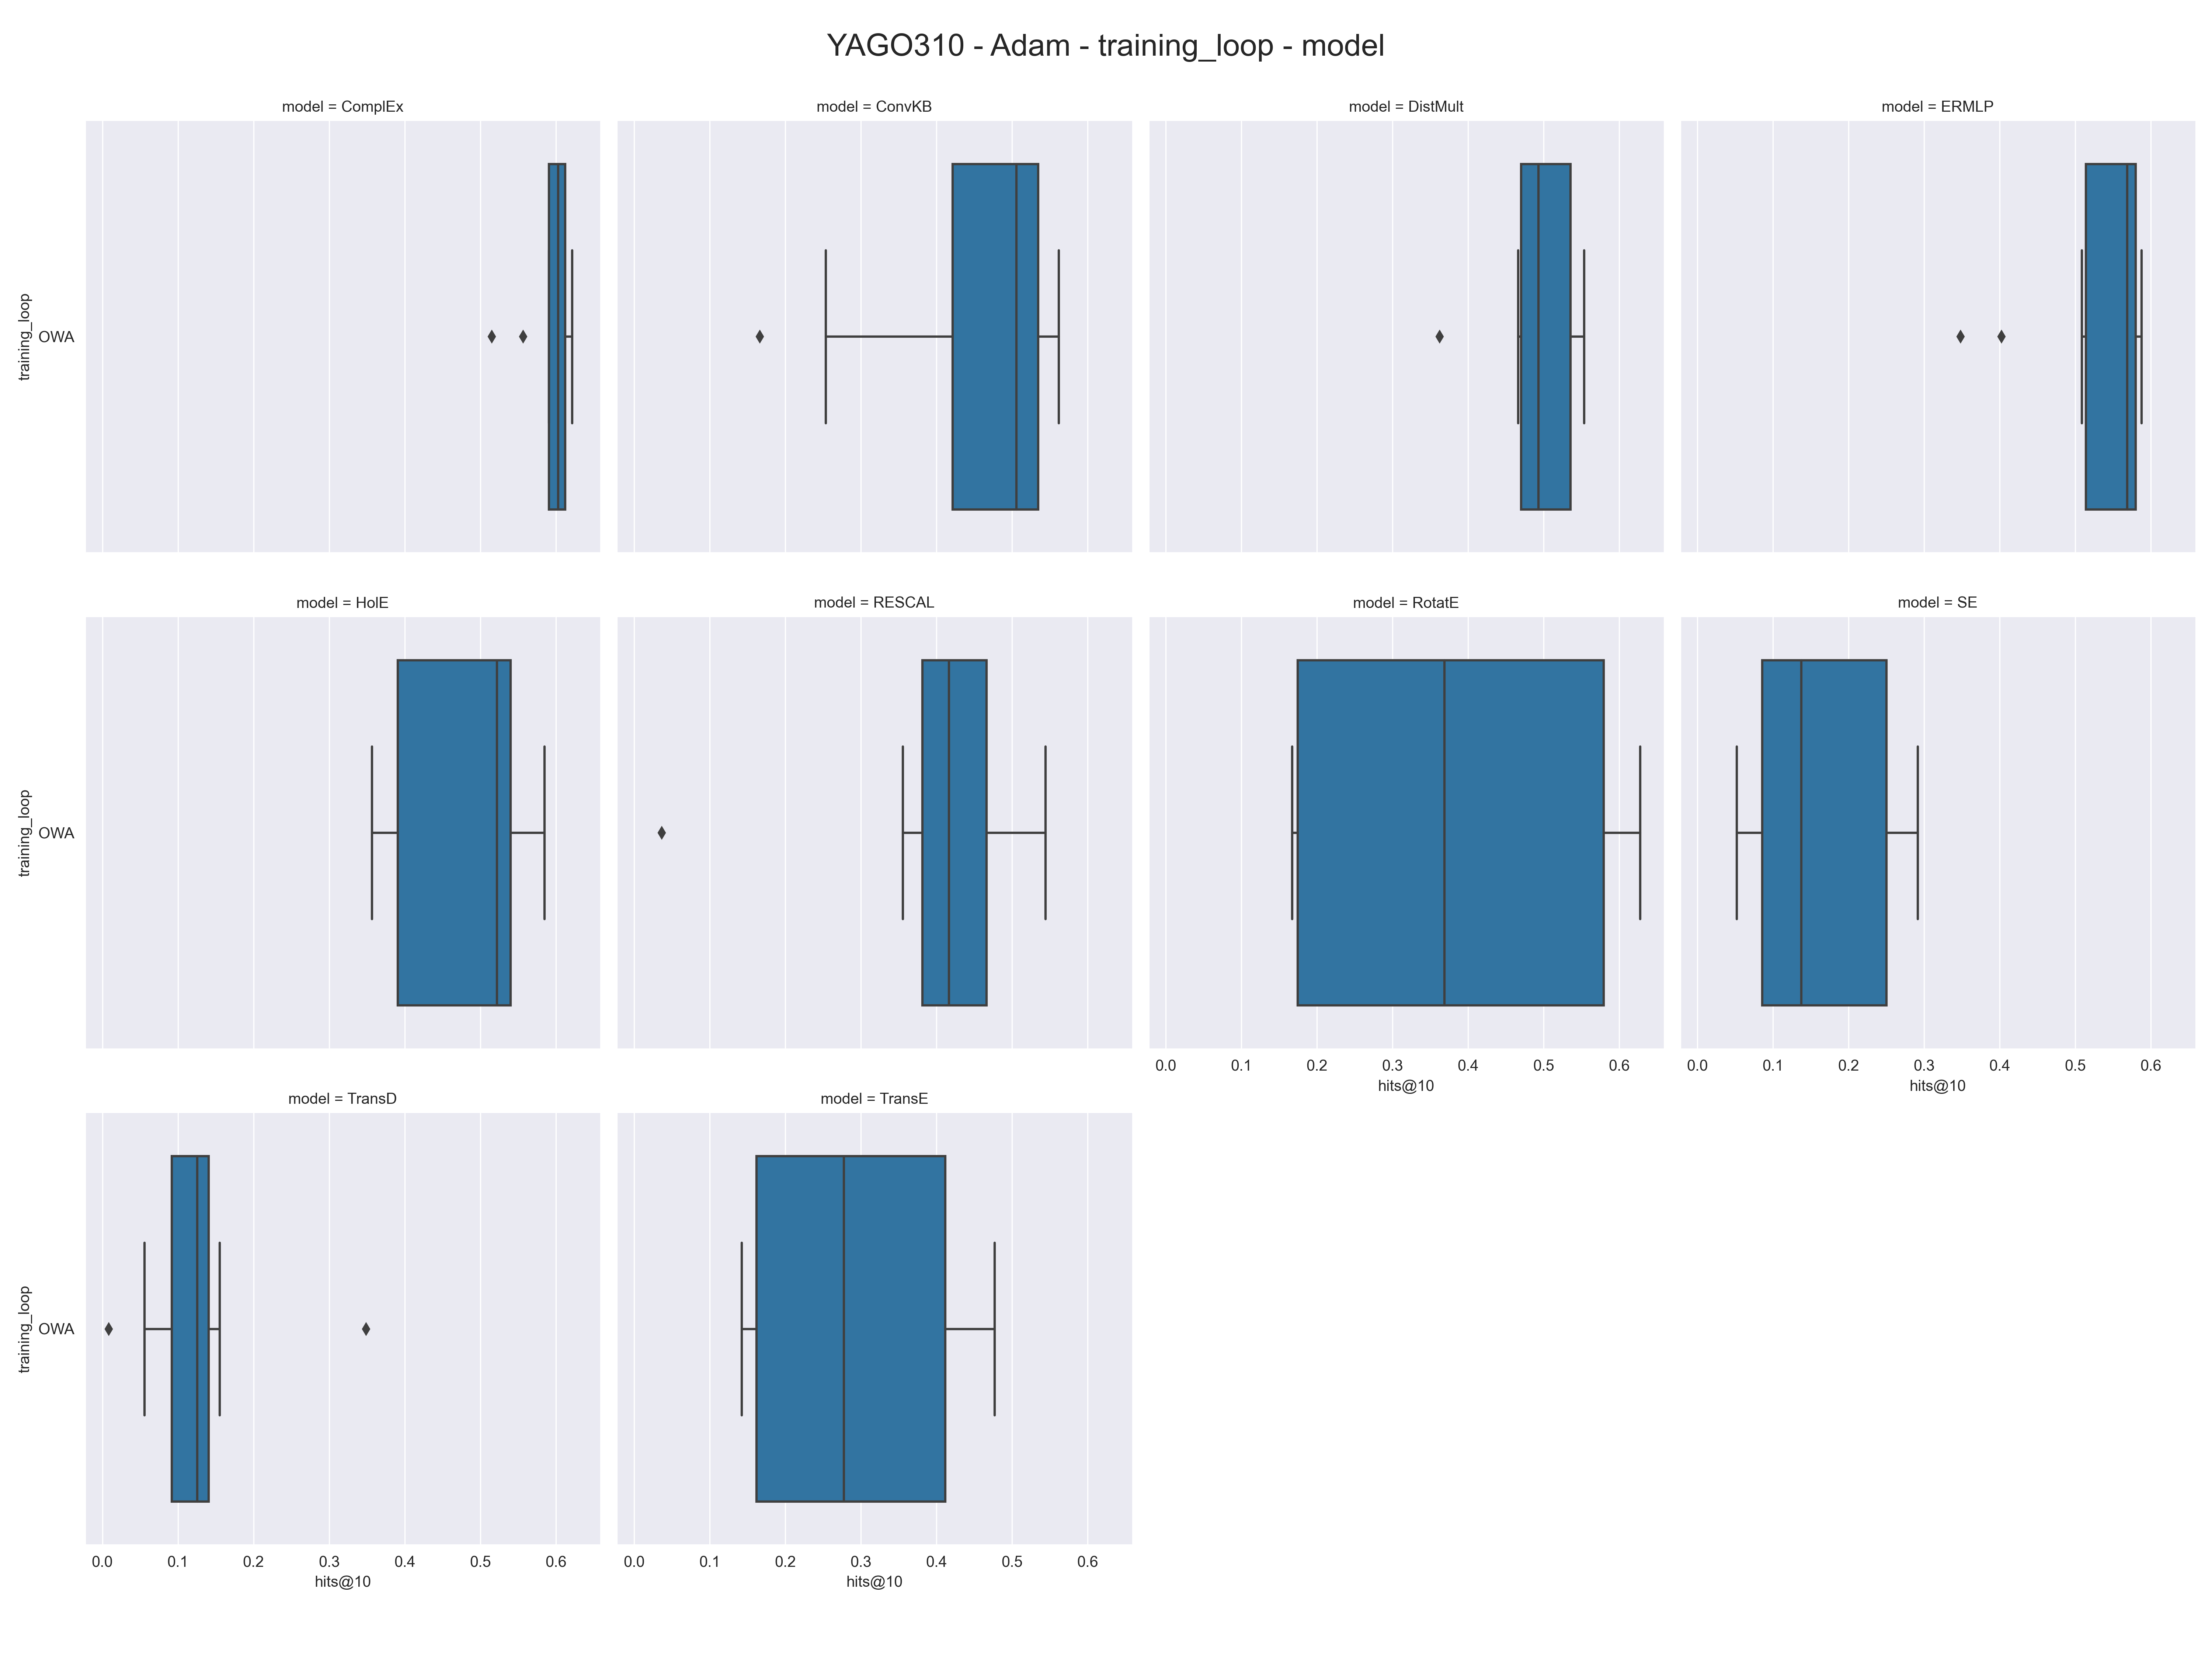 YAGO310 - Adam - training_loop - model
model = ComplEx
model = ConvKB
model = DistMult
model = ERMLP
training_loop
OWA
model = HolE
model = RESCAL
model = RotatE
model = SE
training_loop
OWA
0.0 0.1 0.2 0.3 0.4 0.5 0.6
hits@10
0.0 0.1 0.2 0.3 0.4 0.5 0.6
hits@10
model = TransD
model = TransE
training_loop
OWA
0.0 0.1 0.2 0.3 0.4 0.5 0.6
hits@10
0.0 0.1 0.2 0.3 0.4 0.5 0.6
hits@10